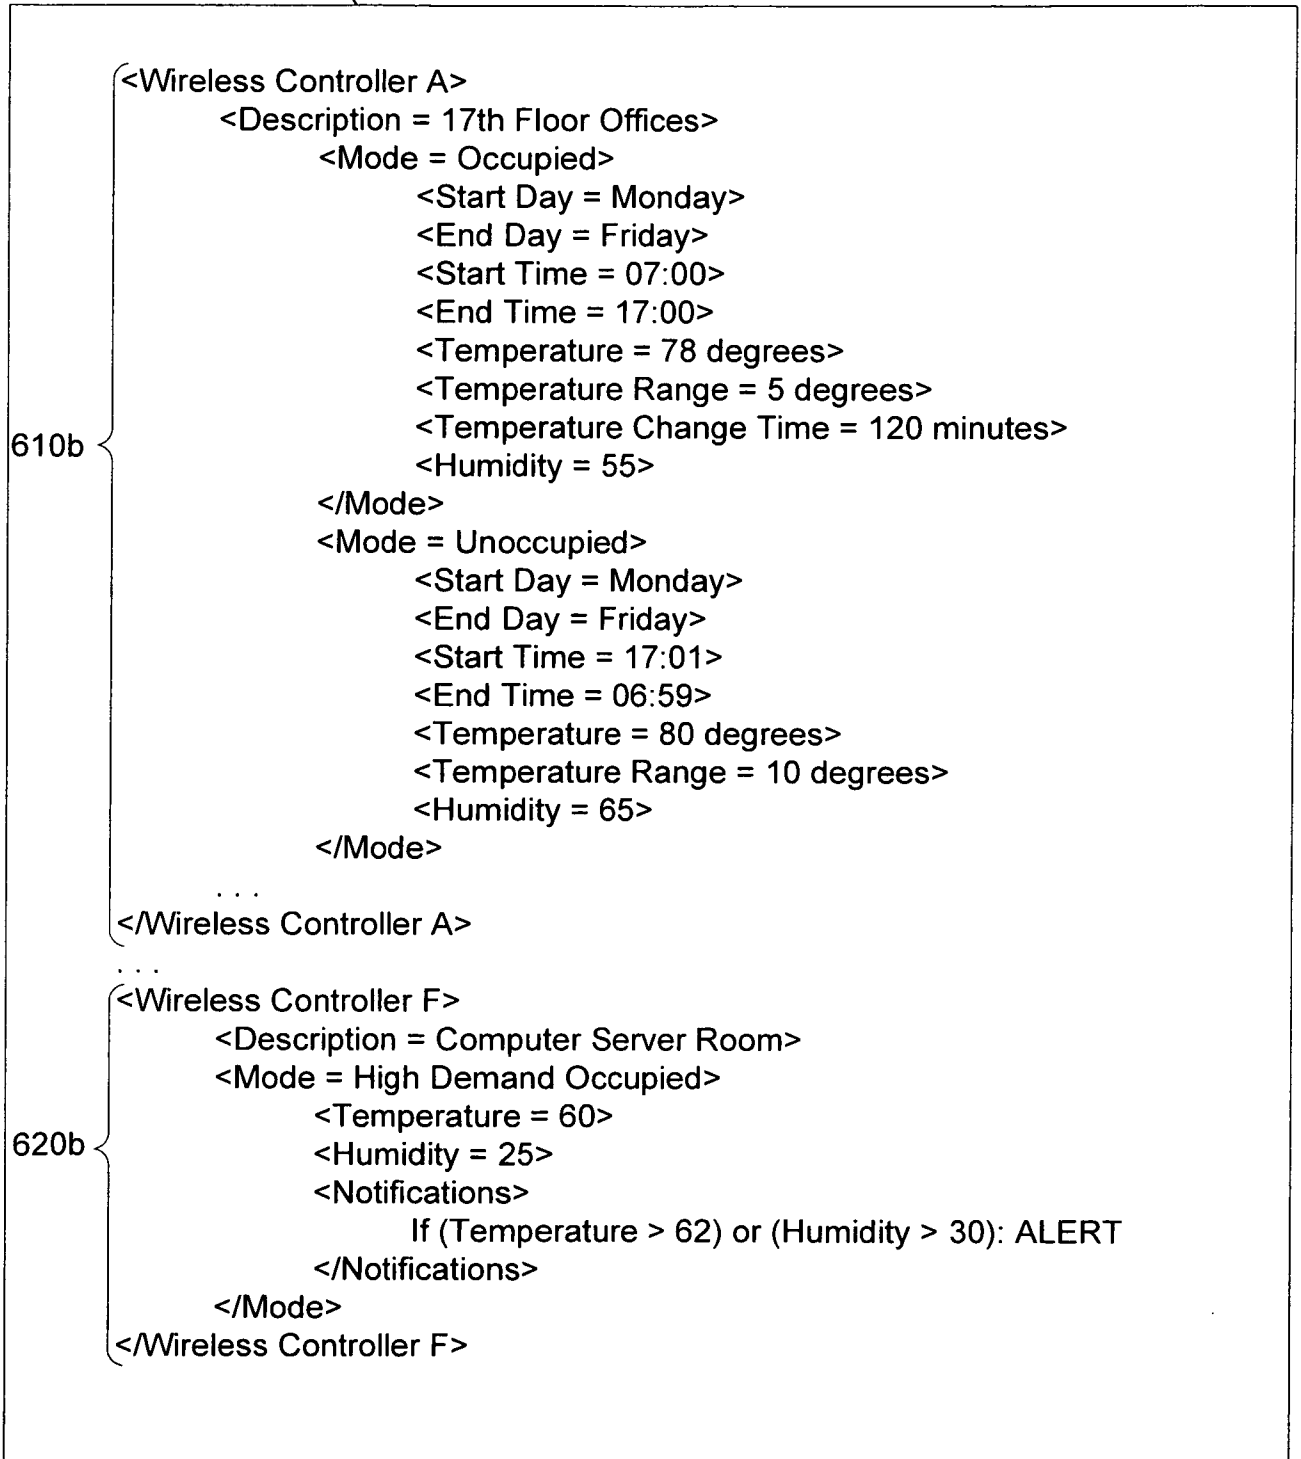 <Wireless Controller A>
<Description = 17th Floor Offices>
<Mode = Occupied>
<Start Day = Monday>
<End Day = Friday>
<Start Time = 07:00>
<End Time = 17:00>
<Temperature = 78 degrees>
<Temperature Range = 5 degrees>
<Temperature Change Time = 120 minutes>
610b
<Humidity = 55>
</Mode>
<Mode = Unoccupied>
<Start Day = Monday>
<End Day = Friday>
<Start Time = 17:01>
<End Time = 06:59>
<Temperature = 80 degrees>
<Temperature Range = 10 degrees>
<Humidity = 65>
</Mode>
. . .
</Wireless Controller A>
. . .
<Wireless Controller F>
<Description = Computer Server Room>
<Mode = High Demand Occupied>
<Temperature = 60>
620b
<Humidity = 25>
<Notifications>
If (Temperature > 62) or (Humidity > 30): ALERT
</Notifications>
</Mode>
</Wireless Controller F>